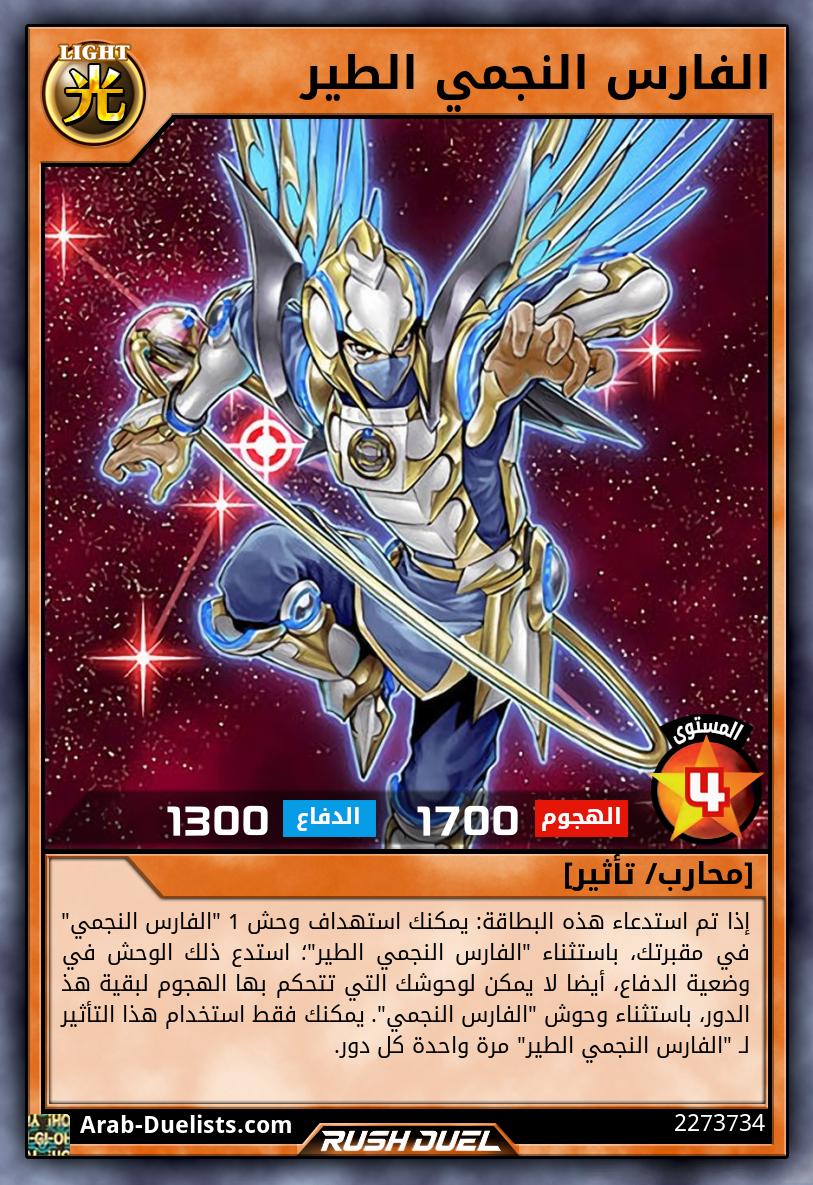 LIGHT
光
الفارس النجمي الطير
المستوى
4
الهجوم 1700 الدفاع 1300
[محارب/ تأثير]
إذا تم استدعاء هذه البطاقة: يمكنك استهداف وحش 1 "الفارس النجمي"
في مقبرتك، باستثناء "الفارس النجمي الطير"؛ استدع ذلك الوحش في
وضعية الدفاع، أيضا لا يمكن لوحوشك التي تتحكم بها الهجوم لبقية هذ
الدور، باستثناء وحوش "الفارس النجمي". يمكنك فقط استخدام هذا التأثير
لـ "الفارس النجمي الطير" مرة واحدة كل دور.
Arab-Duelists.com
RUSH DUEL
2273734